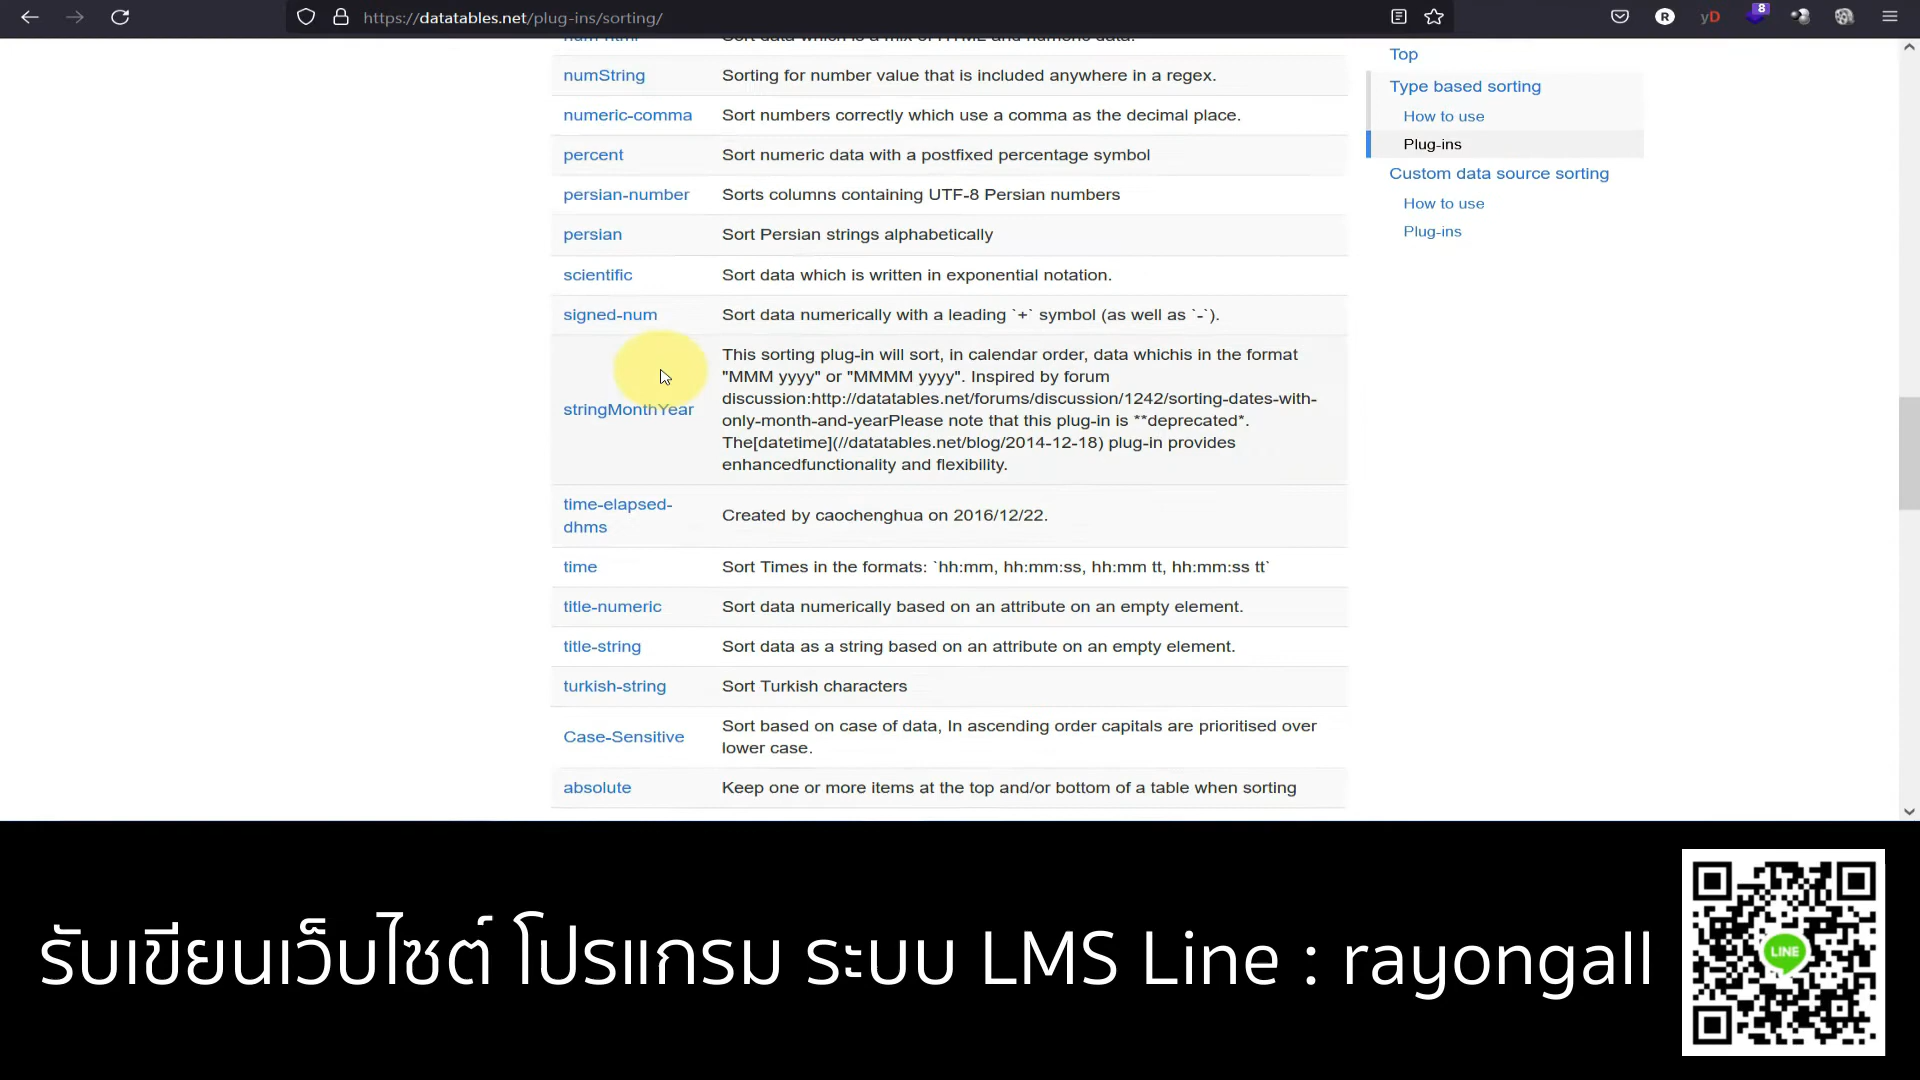 https://datatables.net/plug-ins/sorting/
R
yD
8
num-html Sort data which is a mix of HTML and numeric data.
numString Sorting for number value that is included anywhere in a regex.
numeric-comma Sort numbers correctly which use a comma as the decimal place.
percent Sort numeric data with a postfixed percentage symbol
persian-number Sorts columns containing UTF-8 Persian numbers
persian Sort Persian strings alphabetically
scientific Sort data which is written in exponential notation.
signed-num Sort data numerically with a leading `+` symbol (as well as `-`).
stringMonthYear
This sorting plug-in will sort, in calendar order, data whichis in the format
"MMM yyyy" or "MMMM yyyy". Inspired by forum
discussion:http://datatables.net/forums/discussion/1242/sorting-dates-with-
only-month-and-yearPlease note that this plug-in is **deprecated*.
The[datetime](//datatables.net/blog/2014-12-18) plug-in provides
enhancedfunctionality and flexibility.
time-elapsed-
dhms
Created by caochenghua on 2016/12/22.
time Sort Times in the formats: `hh:mm, hh:mm:ss, hh:mm tt, hh:mm:ss tt`
title-numeric Sort data numerically based on an attribute on an empty element.
title-string Sort data as a string based on an attribute on an empty element.
turkish-string Sort Turkish characters
Case-Sensitive
Sort based on case of data, In ascending order capitals are prioritised over
lower case.
absolute Keep one or more items at the top and/or bottom of a table when sorting
Top
Type based sorting
How to use
Plug-ins
Custom data source sorting
How to use
Plug-ins
รับเขียนเว็บไซต์ โปรแกรม ระบบ LMS Line : rayongall
LINE